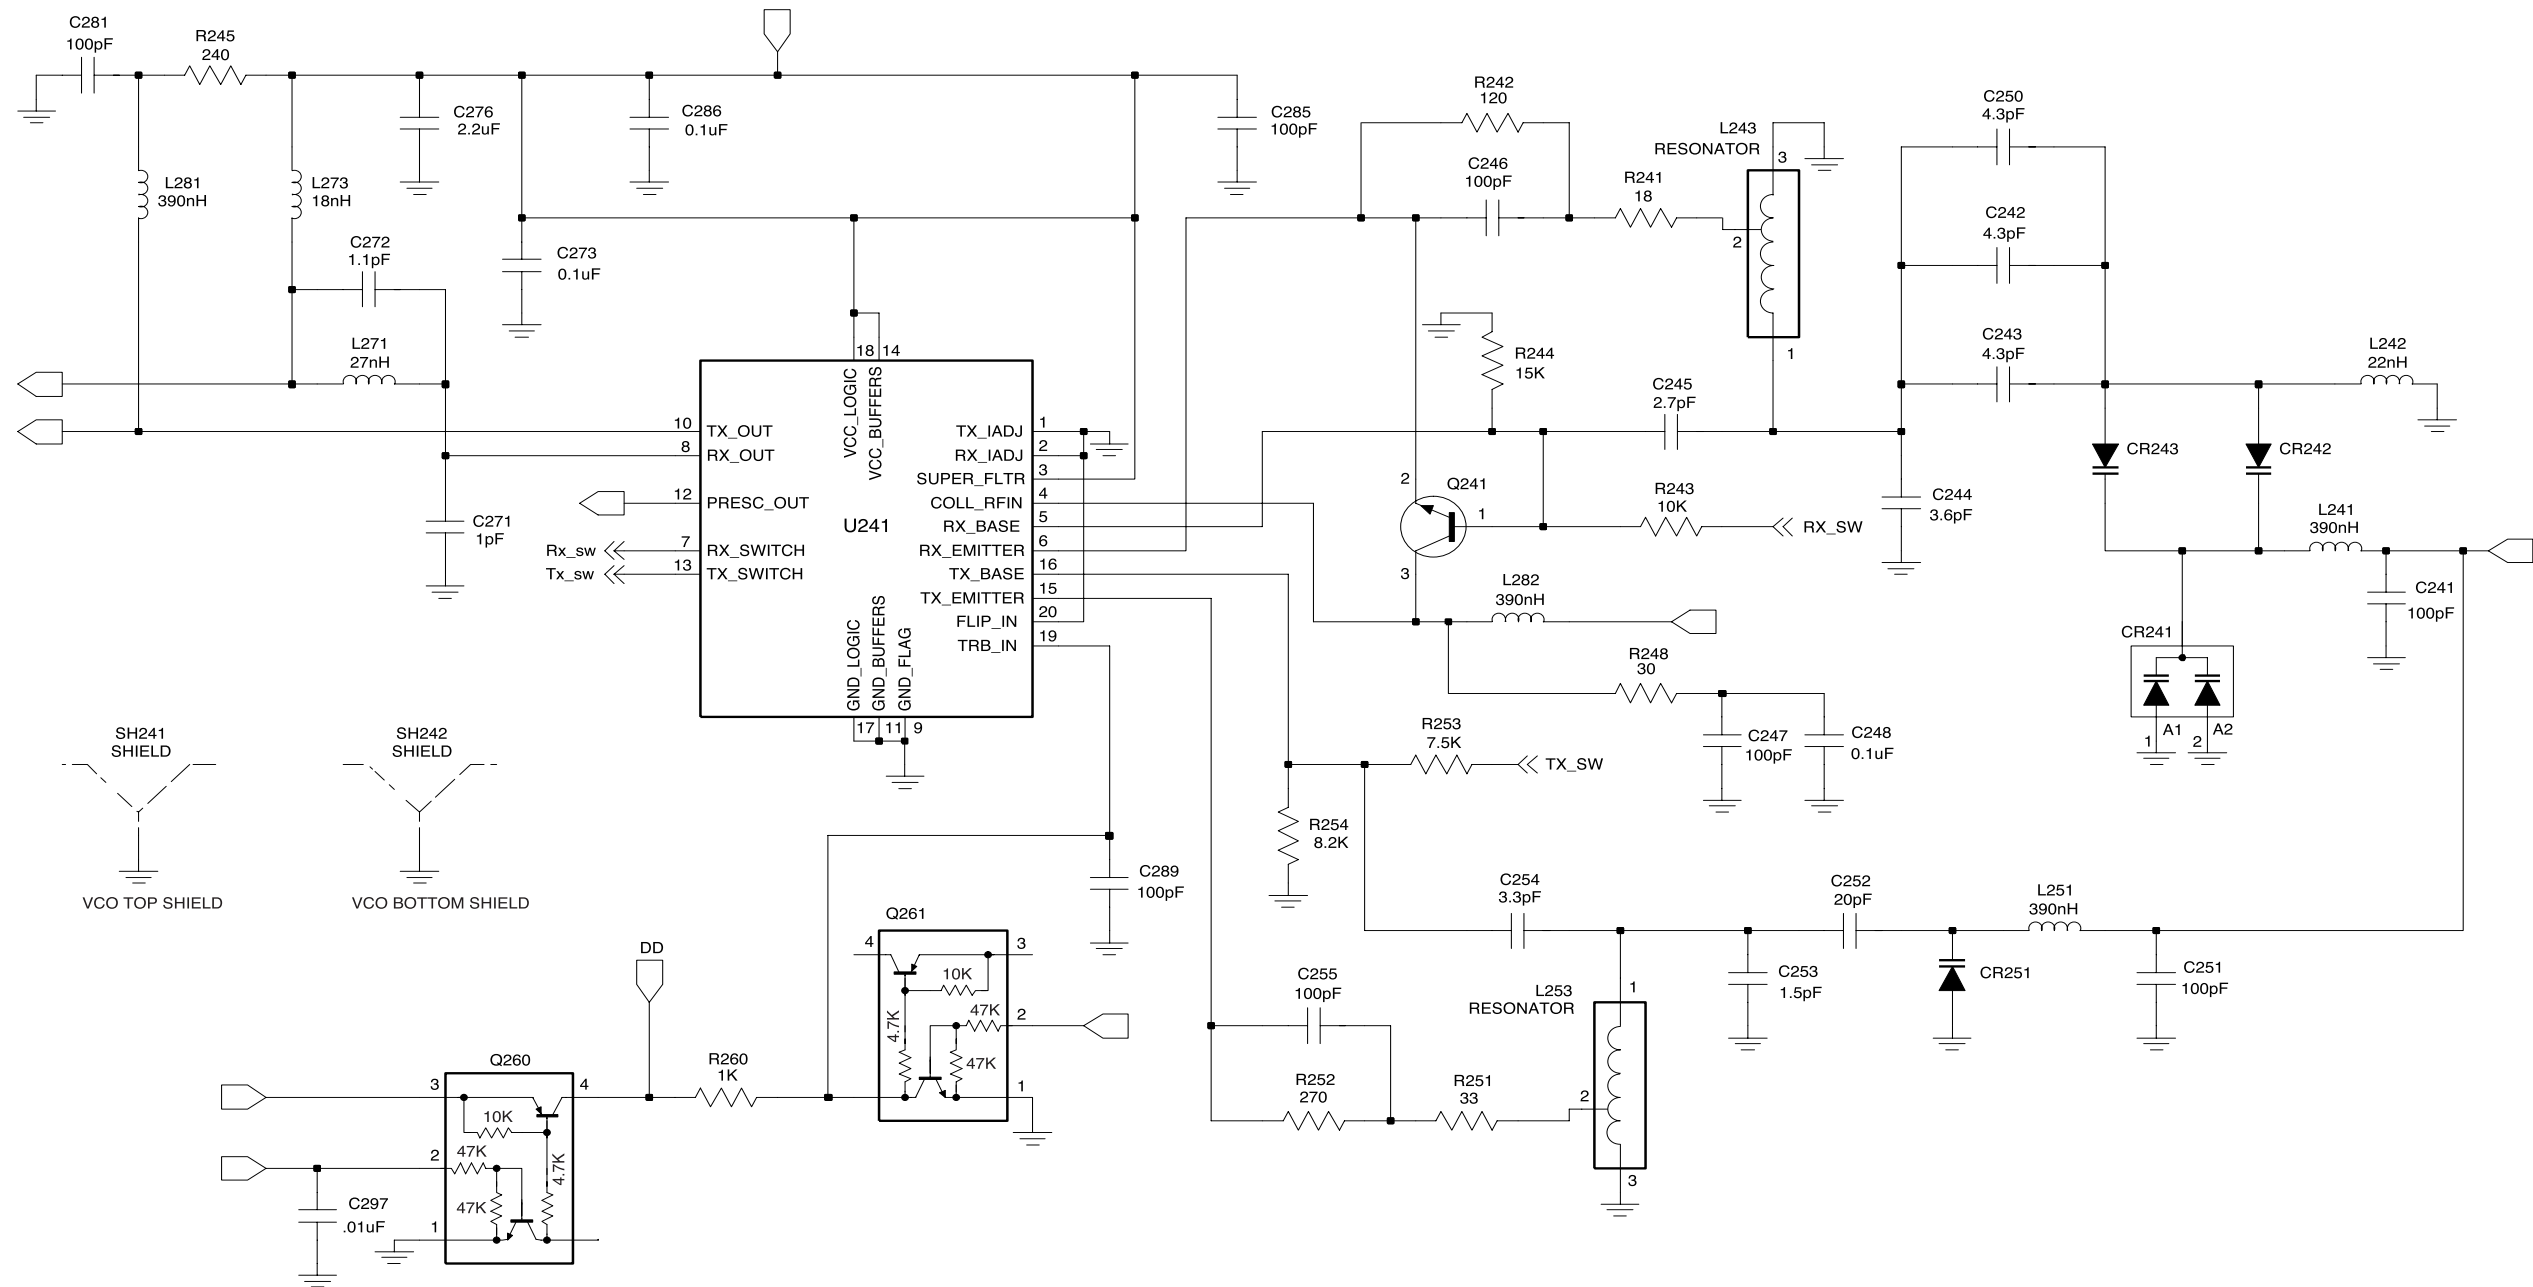 C281
100pF
R245
240
C276
2.2uF
C286
0.1uF
C285
100pF
L281
390nH
L273
18nH
C272
1.1pF
C273
0.1uF
L271
27nH
C271
1pF
R242
120
C246
100pF
R241
18
L243
RESONATOR
3
2
1
C250
4.3pF
C242
4.3pF
C243
4.3pF
L242
22nH
R244
15K
C245
2.7pF
CR243
CR242
Q241
2
1
3
R243
10K
RX_SW
C244
3.6pF
L241
390nH
C241
100pF
CR241
A1
A2
1
2
L282
390nH
R248
30
C247
100pF
C248
0.1uF
U241
18
14
VCC_LOGIC
VCC_BUFFERS
10
TX_OUT
8
RX_OUT
12
PRESC_OUT
7
RX_SWITCH
Rx_sw
13
TX_SWITCH
Tx_sw
TX_IADJ
1
RX_IADJ
2
SUPER_FLTR
3
COLL_RFIN
4
RX_BASE
5
RX_EMITTER
6
TX_BASE
16
TX_EMITTER
15
FLIP_IN
20
TRB_IN
19
GND_LOGIC
GND_BUFFERS
GND_FLAG
17
11
9
SH241
SHIELD
VCO TOP SHIELD
SH242
SHIELD
VCO BOTTOM SHIELD
R253
7.5K
TX_SW
R254
8.2K
C289
100pF
C254
3.3pF
C252
20pF
L251
390nH
C253
1.5pF
CR251
C251
100pF
C255
100pF
L253
RESONATOR
1
2
3
R252
270
R251
33
Q261
4
3
10K
47K
2
4.7K
47K
1
DD
R260
1K
Q260
3
4
10K
47K
2
4.7K
47K
1
C297
.01uF